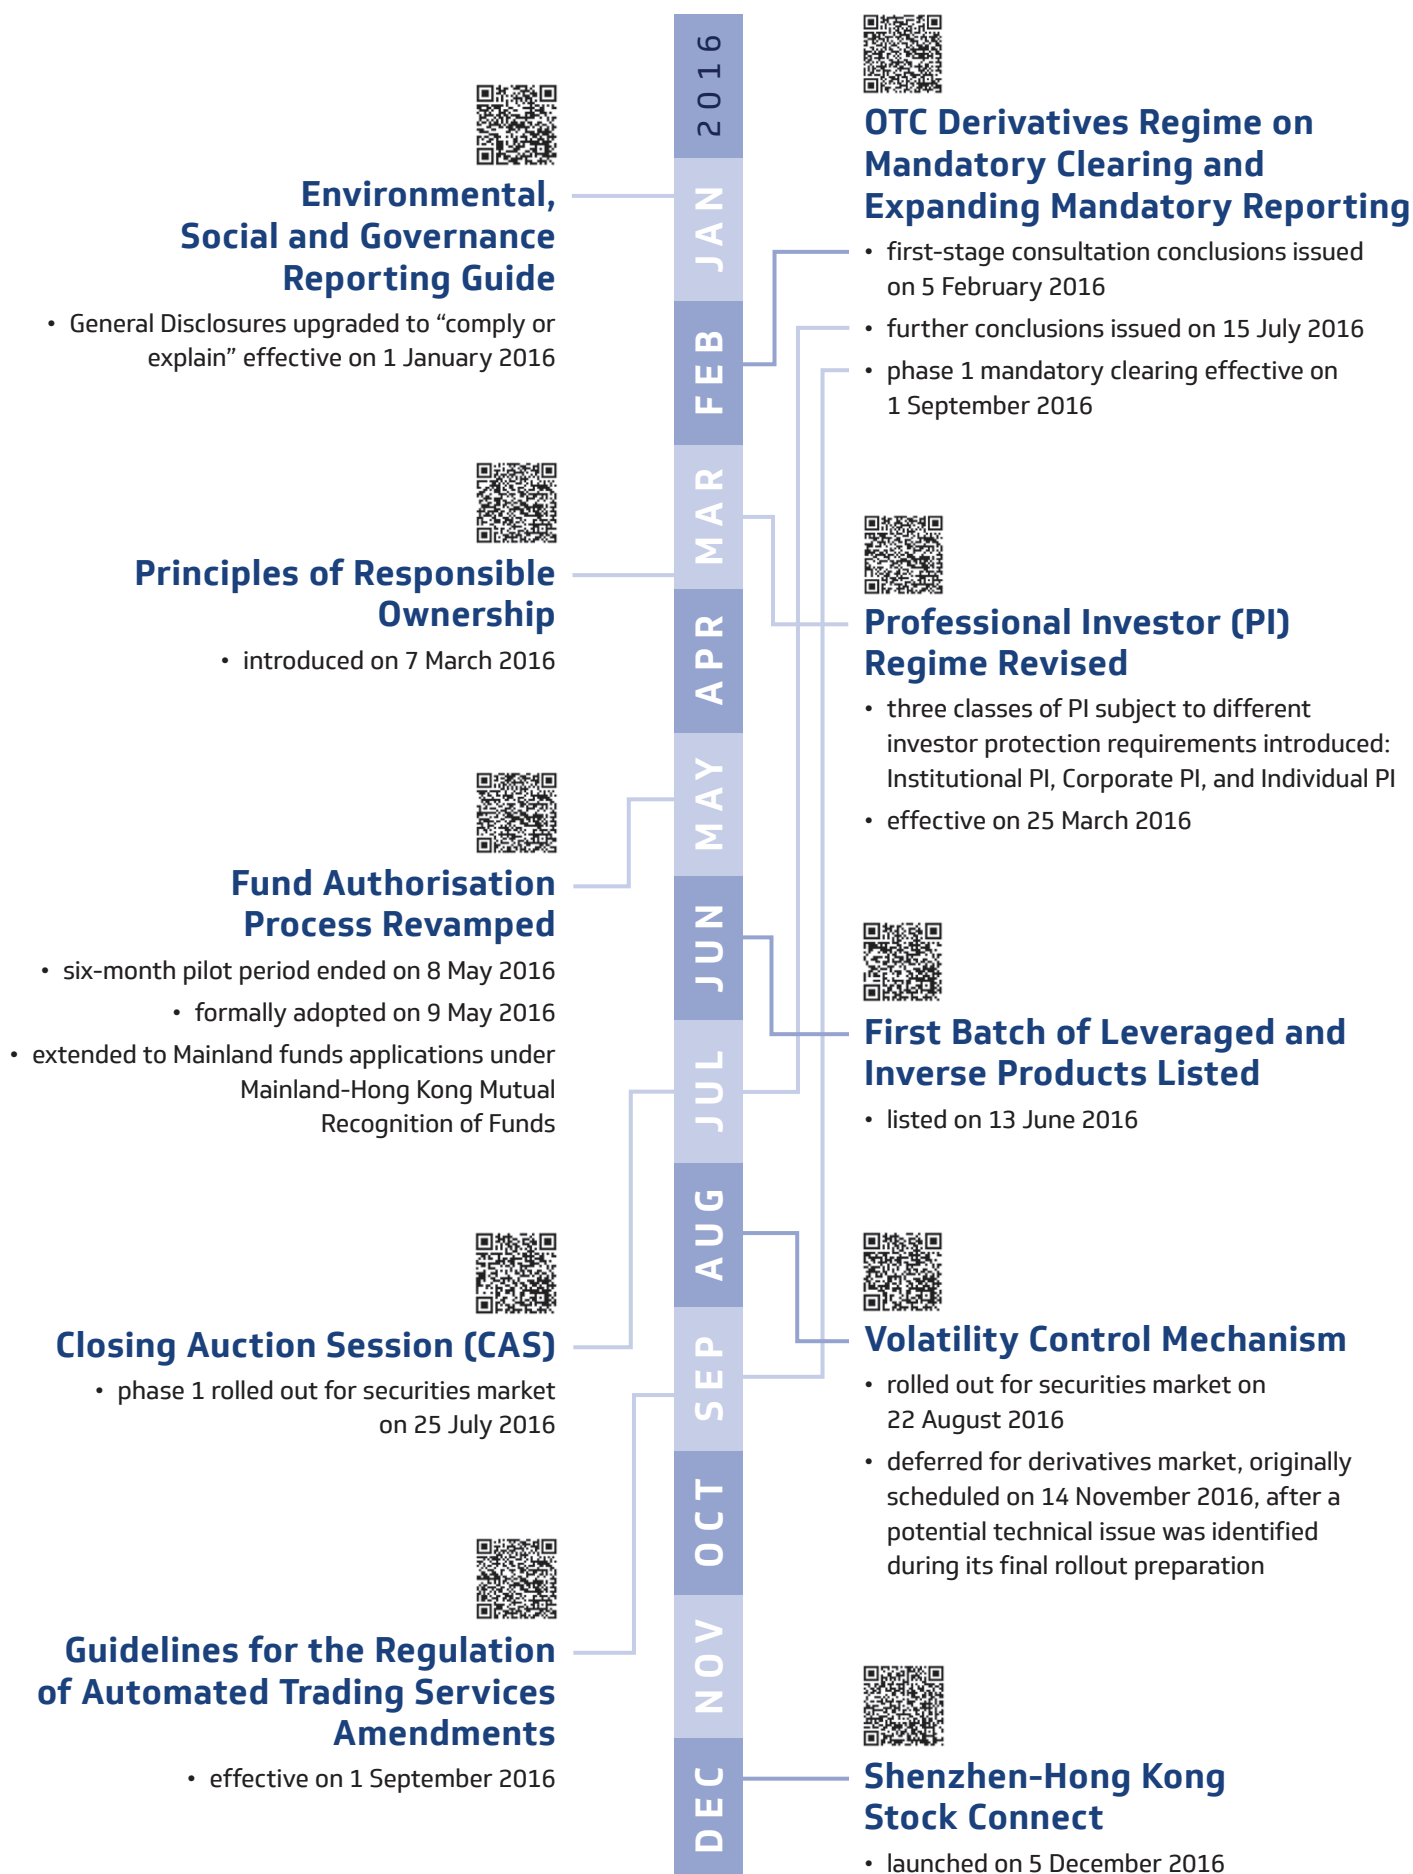 2016
JAN
FEB
MAR
APR
MAY
JUN
JUL
AUG
SEP
OCT
NOV
DEC
Environmental,
Social and Governance
Reporting Guide
• General Disclosures upgraded to “comply or
explain” effective on 1 January 2016
Principles of Responsible
Ownership
• introduced on 7 March 2016
Fund Authorisation
Process Revamped
• six-month pilot period ended on 8 May 2016
• formally adopted on 9 May 2016
• extended to Mainland funds applications under
Mainland-Hong Kong Mutual
Recognition of Funds
Closing Auction Session (CAS)
• phase 1 rolled out for securities market
on 25 July 2016
Guidelines for the Regulation
of Automated Trading Services
Amendments
• effective on 1 September 2016
OTC Derivatives Regime on
Mandatory Clearing and
Expanding Mandatory Reporting
• first-stage consultation conclusions issued
on 5 February 2016
• further conclusions issued on 15 July 2016
• phase 1 mandatory clearing effective on
1 September 2016
Professional Investor (PI)
Regime Revised
• three classes of PI subject to different
investor protection requirements introduced:
Institutional PI, Corporate PI, and Individual PI
• effective on 25 March 2016
First Batch of Leveraged and
Inverse Products Listed
• listed on 13 June 2016
Volatility Control Mechanism
• rolled out for securities market on
22 August 2016
• deferred for derivatives market, originally
scheduled on 14 November 2016, after a
potential technical issue was identified
during its final rollout preparation
Shenzhen-Hong Kong
Stock Connect
• launched on 5 December 2016